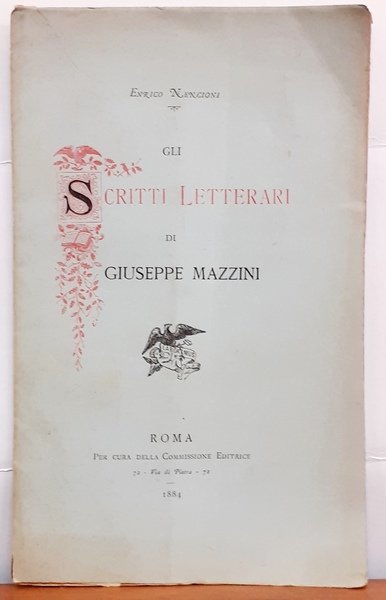 ENRICO NENCIONI
GLI
SCRITTI LETTERARI
DI
GIUSEPPE MAZZINI
ROMA
PER CURA DELLA COMMISSIONE EDITRICE
72 - Via di Pietra - 72
1884